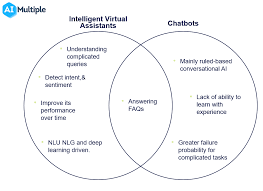 AI Multiple
Intelligent Virtual
Assistants
Chatbots
Understanding
complicated
queries
Detect intent,&
sentiment
Improve its
performance
over time
NLU NLG and deep
learning driven.
Answering
FAQs
Mainly ruled-based
conversational AI
Lack of ability to
learn with
experience
Greater failure
probability for
complicated tasks